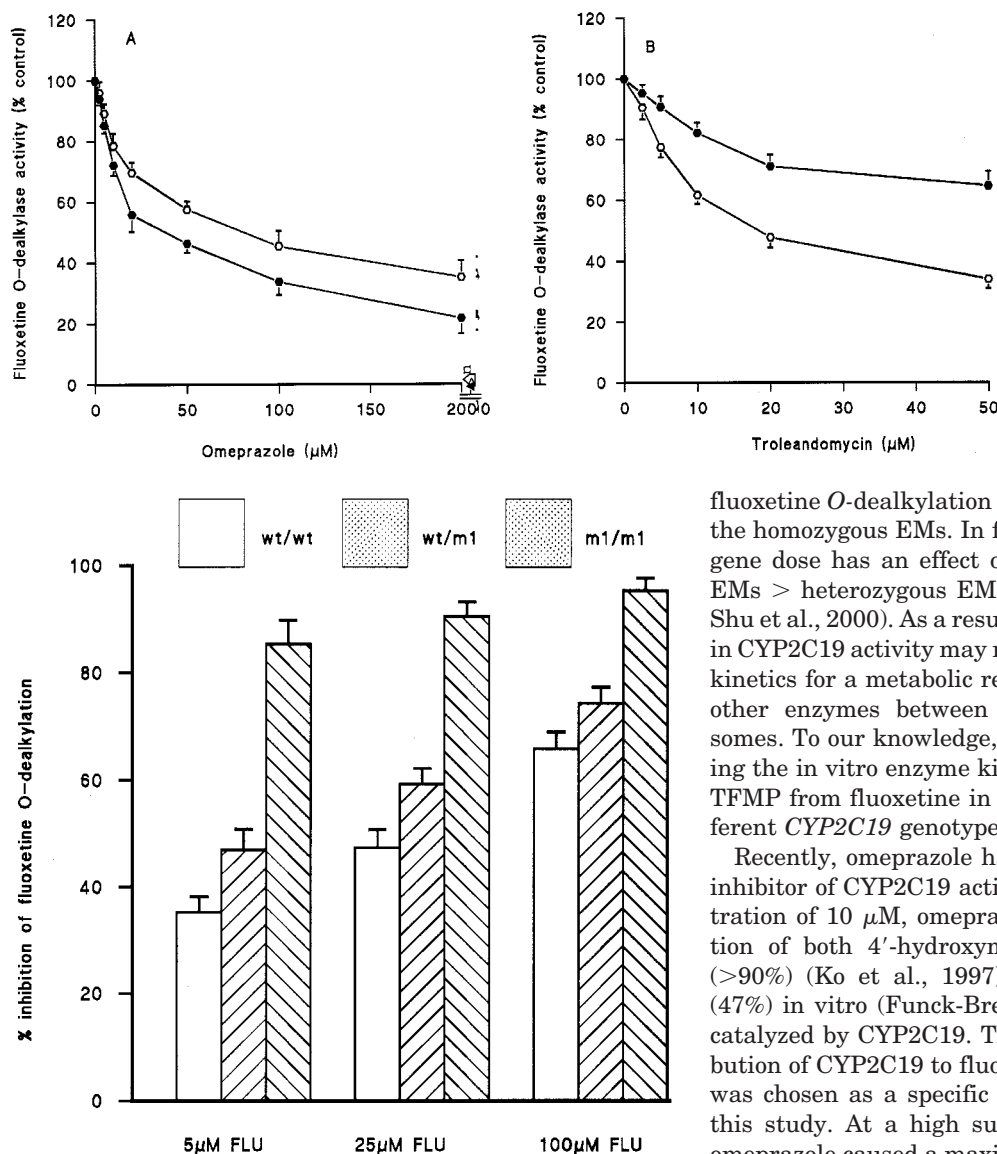 120
100
80
60
40
20
0
Fluoxetine O-dealkylase activity (% control)
A
0
50
100
150
200
Omeprazole (µM)
120
100
80
60
40
20
0
Fluoxetine O-dealkylase activity (% control)
B
0
10
20
30
40
50
Troleandomycin (µM)
wt/wt
wt/m1
m1/m1
100
80
60
40
20
0
% inhibition of fluoxetine O-dealkylation
5µM FLU
25µM FLU
100µM FLU
fluoxetine O-dealkylation
the homozygous EMs. In f
gene dose has an effect o
EMs > heterozygous EM
Shu et al., 2000). As a resu
in CYP2C19 activity may r
kinetics for a metabolic re
other enzymes between
somes. To our knowledge,
ing the in vitro enzyme ki
TFMP from fluoxetine in
ferent CYP2C19 genotype
Recently, omeprazole h
inhibitor of CYP2C19 acti
tration of 10 µM, omepra
tion of both 4′-hydroxym
(>90%) (Ko et al., 1997)
(47%) in vitro (Funck-Bre
catalyzed by CYP2C19. T
bution of CYP2C19 to fluo
was chosen as a specific
this study. At a high su
omeprazole caused a maxi